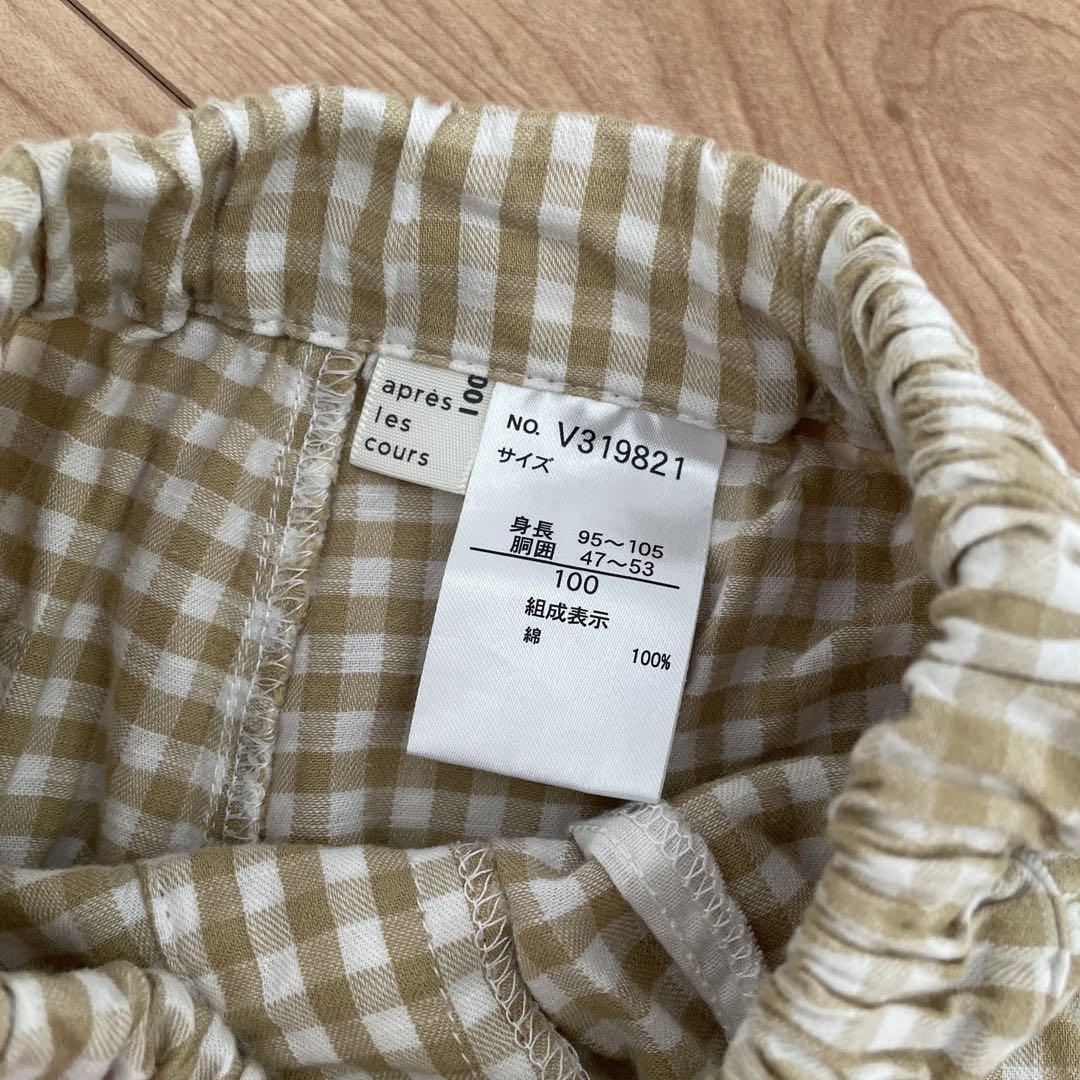 après
les
cours
100
NO. V319821
サイズ
身長 95～105
胴囲 47～53
100
組成表示
綿 100%